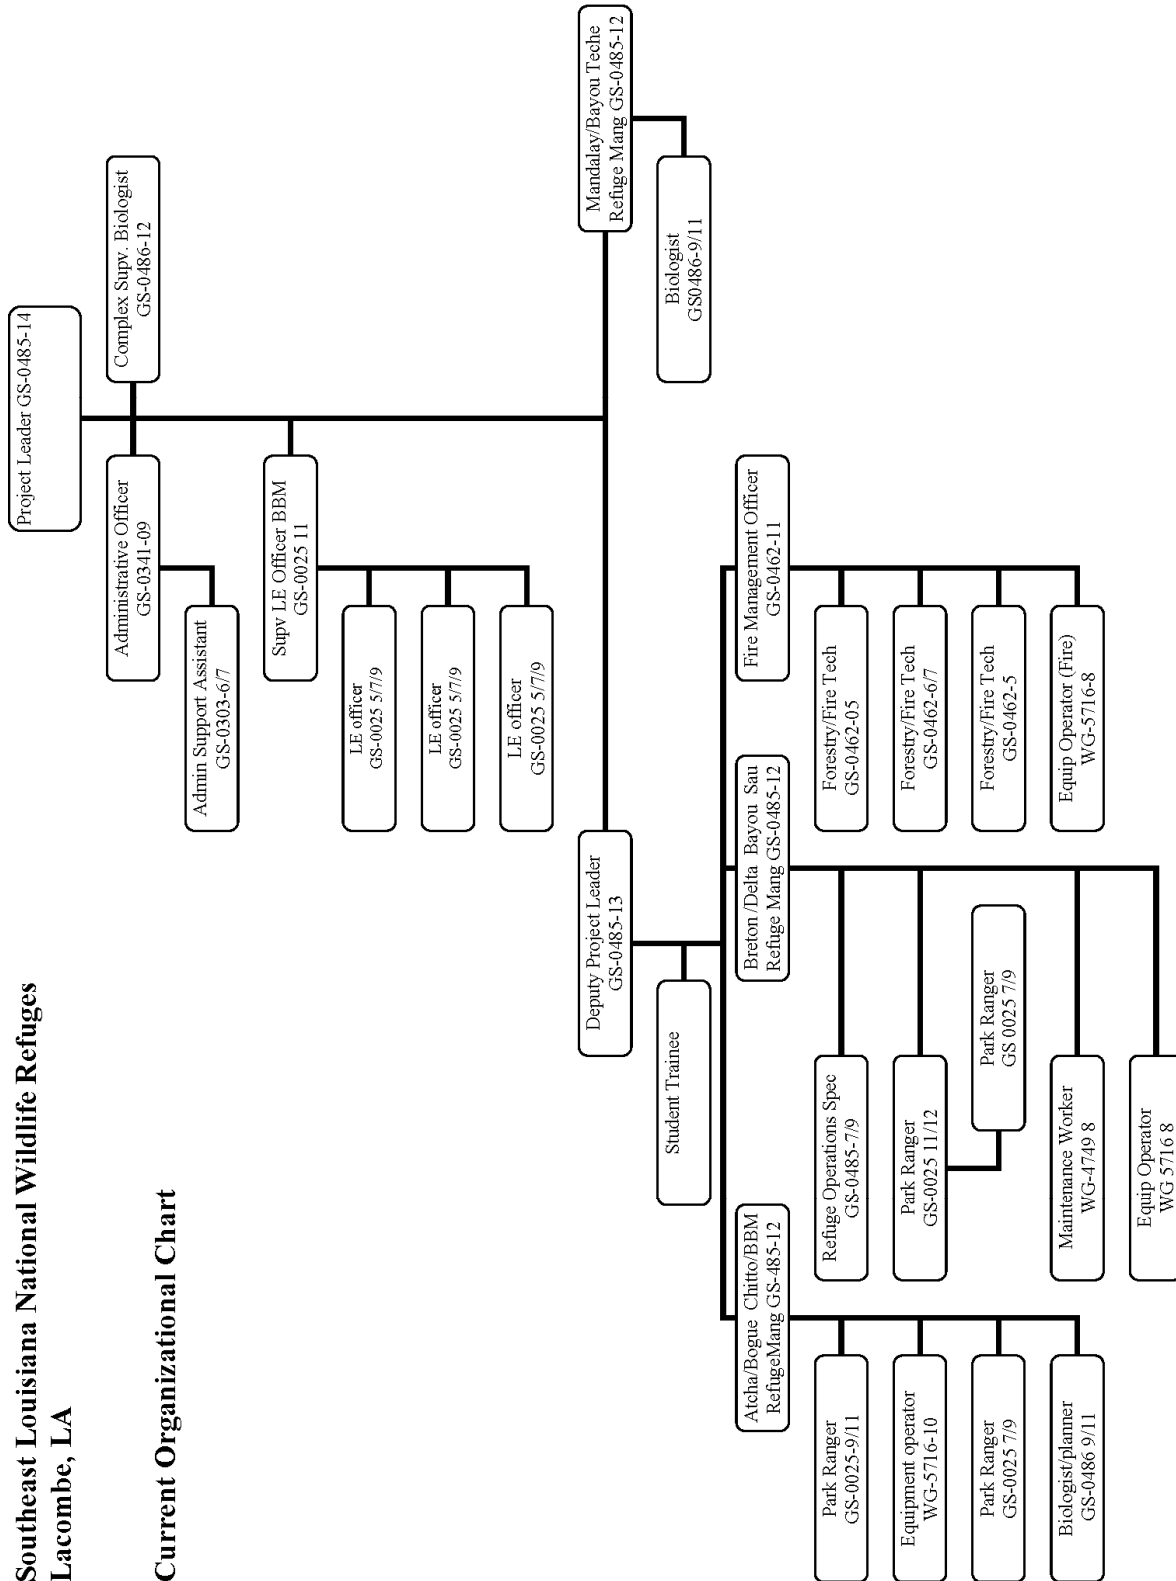 Southeast Louisiana National Wildlife Refuges
Lacombe, LA
Current Organizational Chart
Project Leader GS-0485-14
Administrative Officer
GS-0341-09
Complex Supv. Biologist
GS-0486-12
Admin Support Assistant
GS-0303-6/7
Supv LE Officer BBM
GS-0025 11
LE officer
GS-0025 5/7/9
LE officer
GS-0025 5/7/9
LE officer
GS-0025 5/7/9
Deputy Project Leader
GS-0485-13
Mandalay/Bayou Teche
Refuge Mang GS-0485-12
Student Trainee
Biologist
GS0486-9/11
Atcha/Bogue Chitto/BBM
RefugeMang GS-485-12
Breton/Delta Bayou Sau
Refuge Mang GS-0485-12
Fire Management Officer
GS-0462-11
Park Ranger
GS-0025-9/11
Equipment operator
WG-5716-10
Park Ranger
GS-0025 7/9
Biologist/planner
GS-0486 9/11
Refuge Operations Spec
GS-0485-7/9
Park Ranger
GS-0025 11/12
Park Ranger
GS 0025 7/9
Maintenance Worker
WG-4749 8
Equip Operator
WG 5716 8
Forestry/Fire Tech
GS-0462-05
Forestry/Fire Tech
GS-0462-6/7
Forestry/Fire Tech
GS-0462-5
Equip Operator (Fire)
WG-5716-8